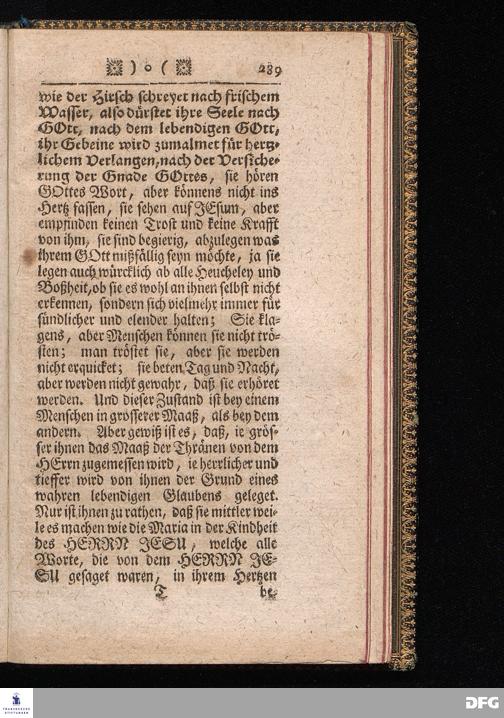 ) o ( 289
wie der Hirsch schreyet nach frischem
Wasser, also dürstet ihre Seele nach
GOtt, nach dem lebendigen GOtt,
ihr Gebeine wird zumalmet für hertz-
lichem Verlangen, nach der Versiche-
rung der Gnade GOttes, sie hören
GOttes Wort, aber könnens nicht ins
Hertz fassen, sie sehen auf JEsum, aber
empfinden keinen Trost und keine Krafft
von ihm, sie sind begierig, abzulegen was
ihrem GOtt mißfällig seyn möchte, ja sie
legen auch würcklich ab alle Heucheley und
Boßheit, ob sie es wohl an ihnen selbst nicht
erkennen, sondern sich vielmehr immer für
sündlicher und elender halten; Sie kla-
gens, aber Menschen können sie nicht trö-
sten; man tröstet sie, aber sie werden
nicht erquicket; sie beten Tag und Nacht,
aber werden nicht gewahr, daß sie erhöret
werden. Und dieser Zustand ist bey einem
Menschen in grösserer Maaß, als bey dem
andern. Aber gewiß ist es, daß, ie grös-
ser ihnen das Maaß der Thränen von dem
HErrn zugemessen wird, ie herrlicher und
tieffer wird von ihnen der Grund eines
wahren lebendigen Glaubens geleget.
Nur ist ihnen zu rathen, daß sie mittler wei-
le es machen wie die Maria in der Kindheit
des HERRN JESU, welche alle
Worte, die von dem HERRN JE-
SU gesaget waren, in ihrem Hertzen
T be-
FRANCKESCHE
STIFTUNGEN
DFG